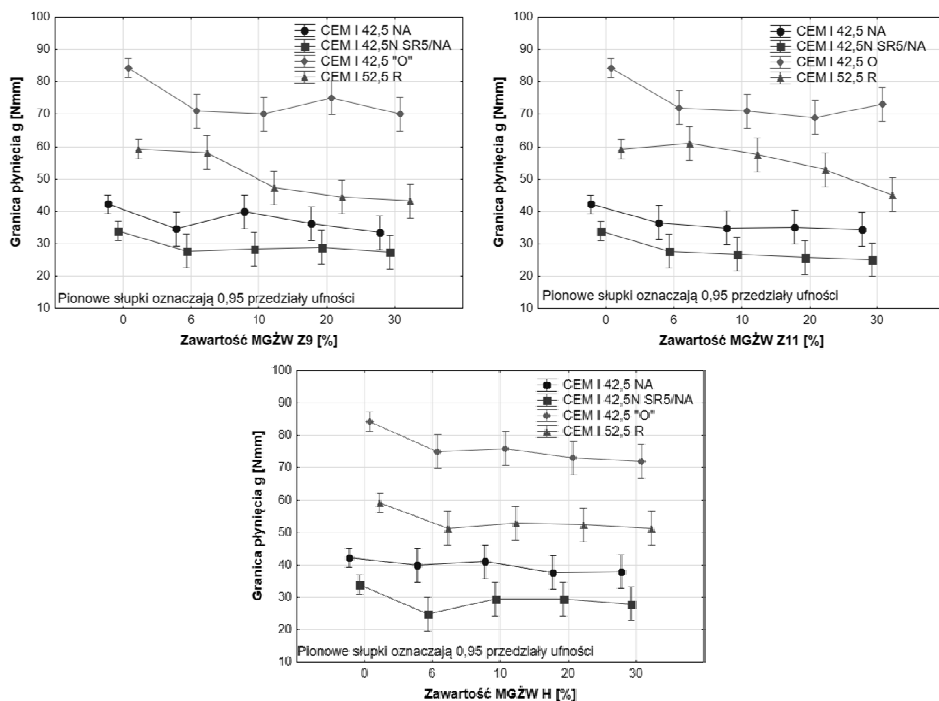 CEM I 42,5 NA
CEM I 42,5N SR5/NA
CEM I 42,5 "O"
CEM I 52,5 R
Granica płynięcia g [Nmm]
100
90
80
70
60
50
40
30
20
10
Pionowe słupki oznaczają 0,95 przedziały ufności
0 6 10 20 30
Zawartość MGŻW Z9 [%]
CEM I 42,5 NA
CEM I 42,5N SR5/NA
CEM I 42,5 O
CEM I 52,5 R
Granica płynięcia g [Nmm]
100
90
80
70
60
50
40
30
20
10
Pionowe słupki oznaczają 0,95 przedziały ufności
0 6 10 20 30
Zawartość MGŻW Z11 [%]
CEM I 42,5 NA
CEM I 42,5N SR5/NA
CEM I 42,5 "O"
CEM I 52,5 R
Granica płynięcia g [Nmm]
100
90
80
70
60
50
40
30
20
10
Pionowe słupki oznaczają 0,95 przedziały ufności
0 6 10 20 30
Zawartość MGŻW H [%]